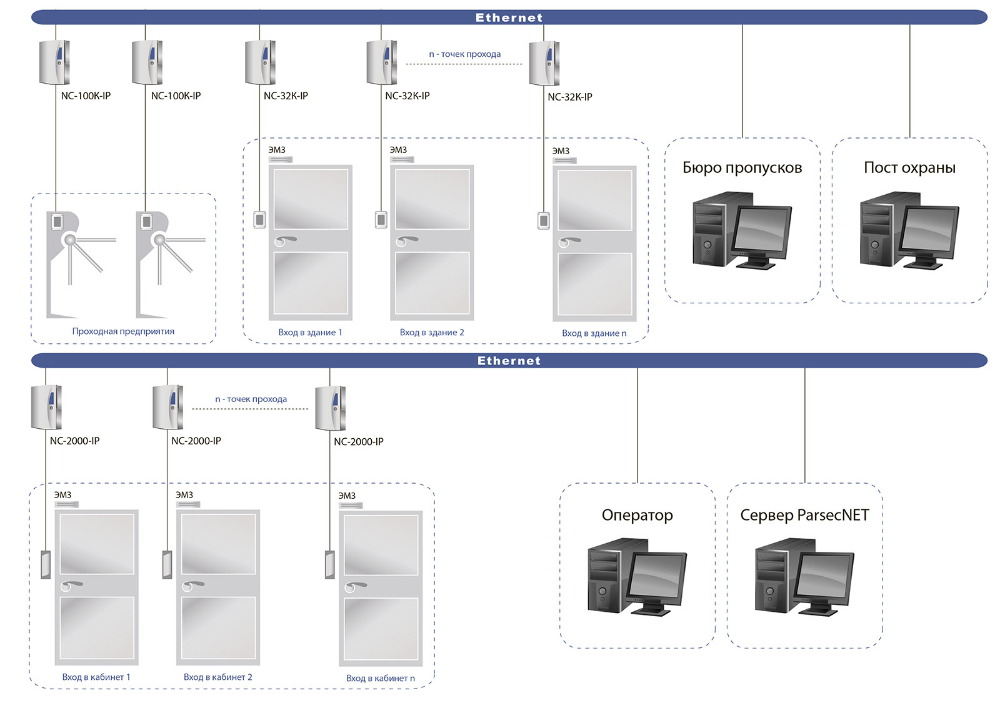 Ethernet
n - точек прохода
NC-100K-IP
NC-100K-IP
NC-32K-IP
NC-32K-IP
NC-32K-IP
ЭМЗ
ЭМЗ
ЭМЗ
Бюро пропусков
Пост охраны
Проходная предприятия
Вход в здание 1
Вход в здание 2
Вход в здание n
Ethernet
n - точек прохода
NC-2000-IP
NC-2000-IP
NC-2000-IP
ЭМЗ
ЭМЗ
ЭМЗ
Оператор
Сервер ParsecNET
Вход в кабинет 1
Вход в кабинет 2
Вход в кабинет n